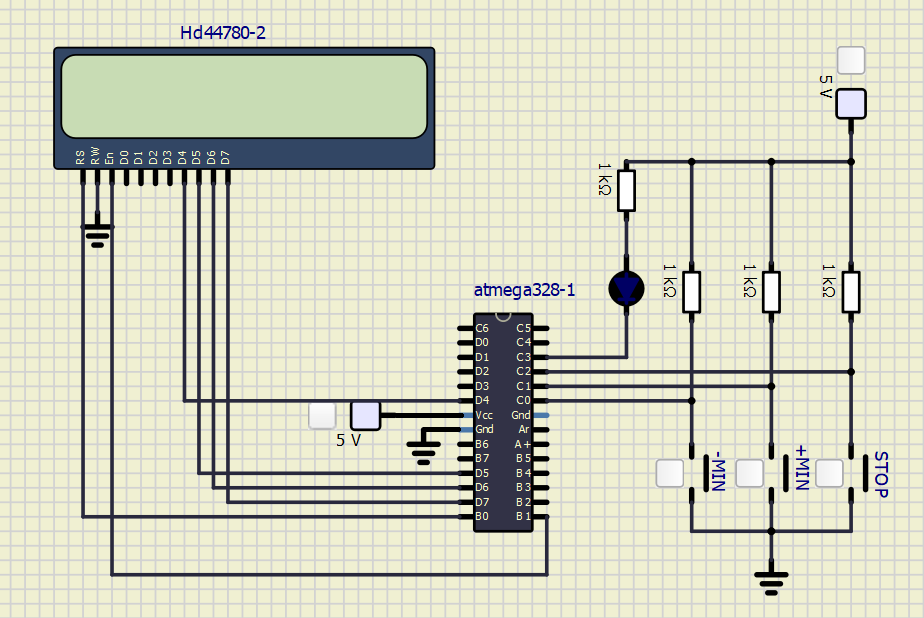 Hd44780-2
5 V
RS
RW
En
D0
D1
D2
D3
D4
D5
D6
D7
1 kΩ
1 kΩ
1 kΩ
1 kΩ
atmega328-1
C6 C5
D0 C4
D1 C3
D2 C2
D3 C1
D4 C0
Vcc Gnd
Gnd Ar
B6 A+
B7 B5
D5 B4
D6 B3
D7 B2
B0 B1
5 V
-MIN
+MIN
STOP